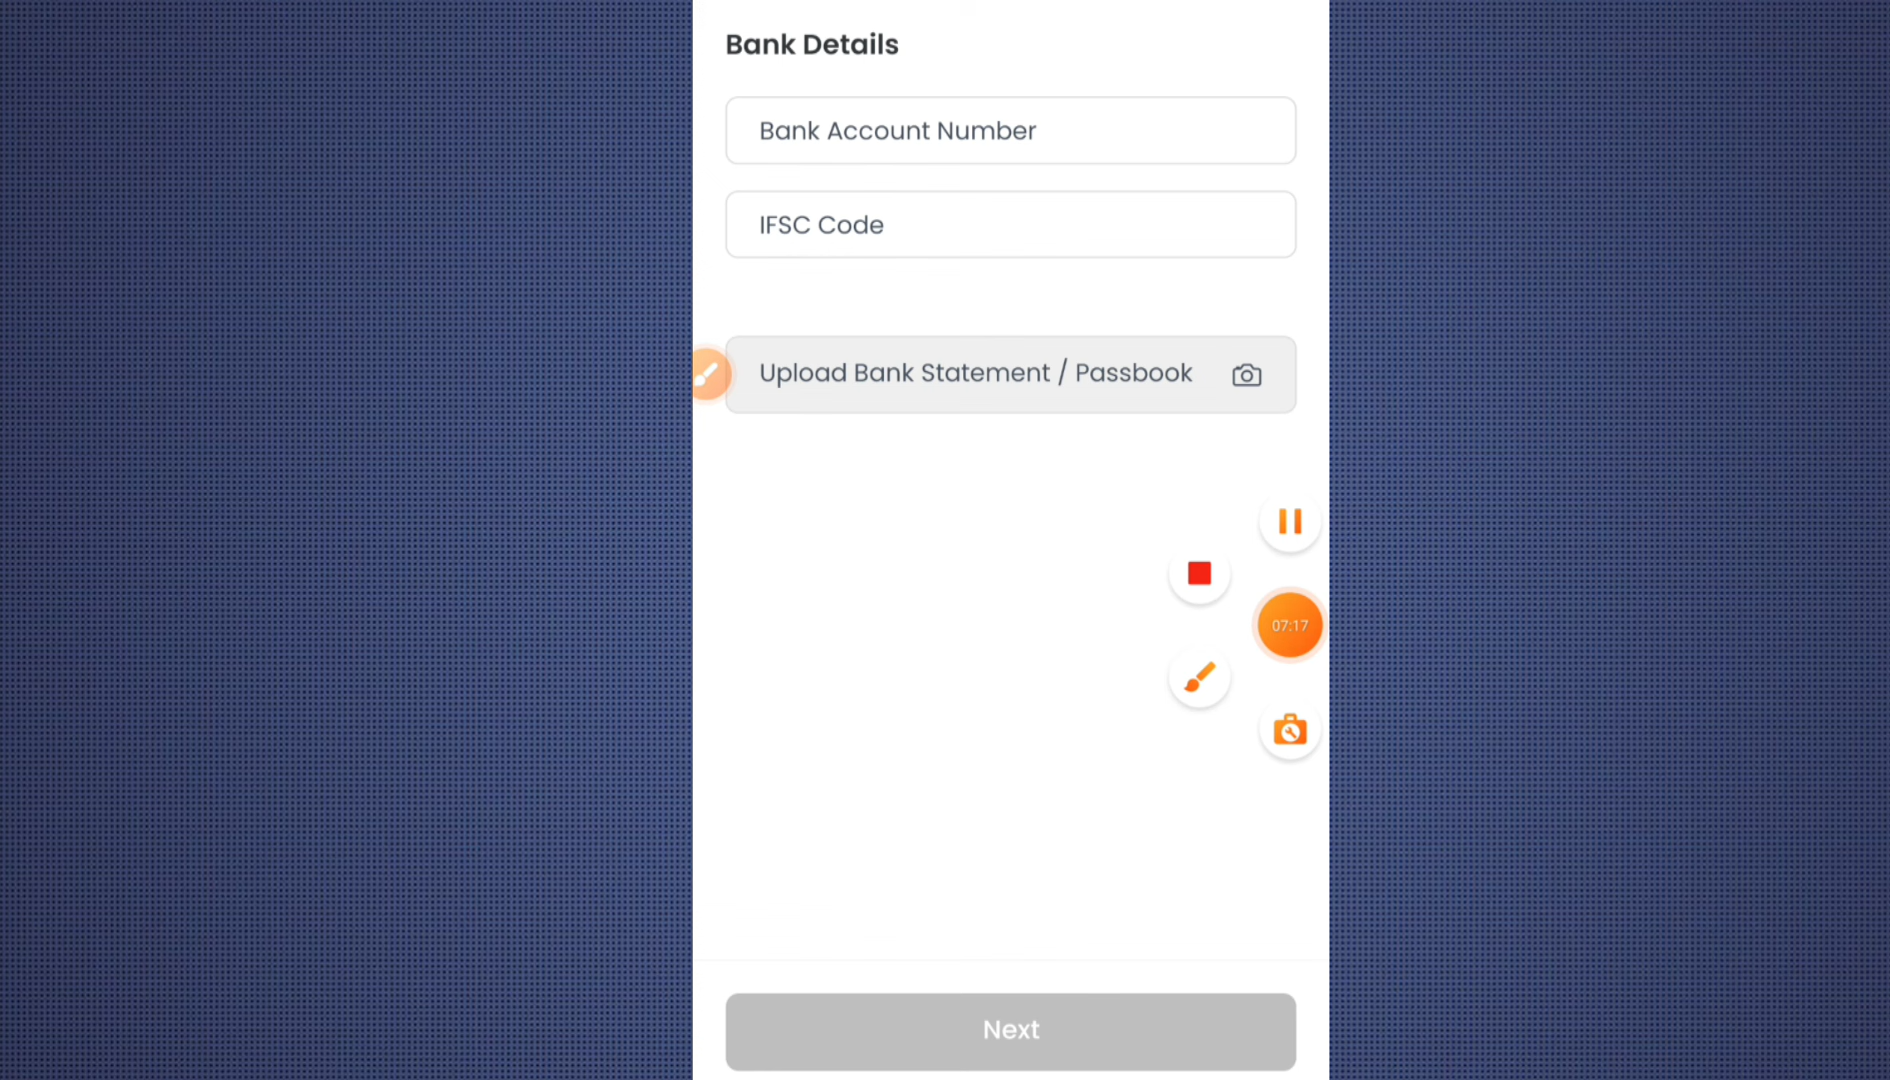 Bank Details
Bank Account Number
IFSC Code
Upload Bank Statement / Passbook
07:17
Next